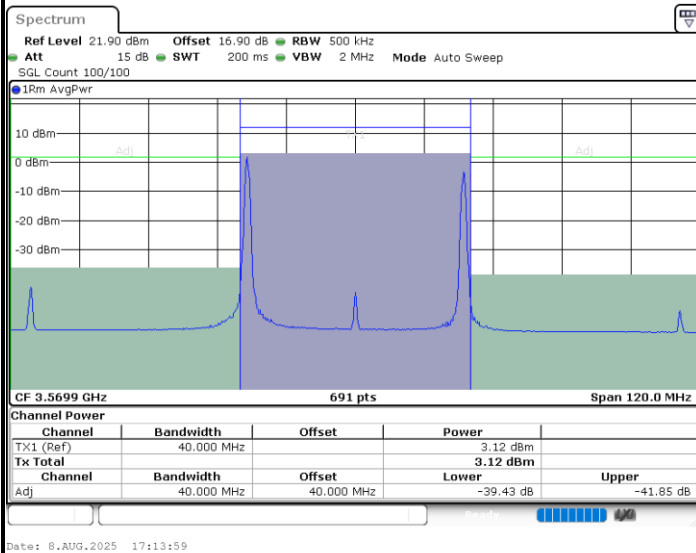 Spectrum
Ref Level 21.90 dBm Offset 16.90 dB RBW 500 kHz
Att 15 dB SWT 200 ms VBW 2 MHz Mode Auto Sweep
SGL Count 100/100
1Rm AvgPwr
10 dBm
Adj Adj
0 dBm
-10 dBm
-20 dBm
-30 dBm
CF 3.5699 GHz 691 pts Span 120.0 MHz
Channel Power
Channel Bandwidth Offset Power
TX1 (Ref) 40.000 MHz 3.12 dBm
Tx Total 3.12 dBm
Channel Bandwidth Offset Lower Upper
Adj 40.000 MHz 40.000 MHz -39.43 dB -41.85 dB
Ready
Date: 8.AUG.2025 17:13:59